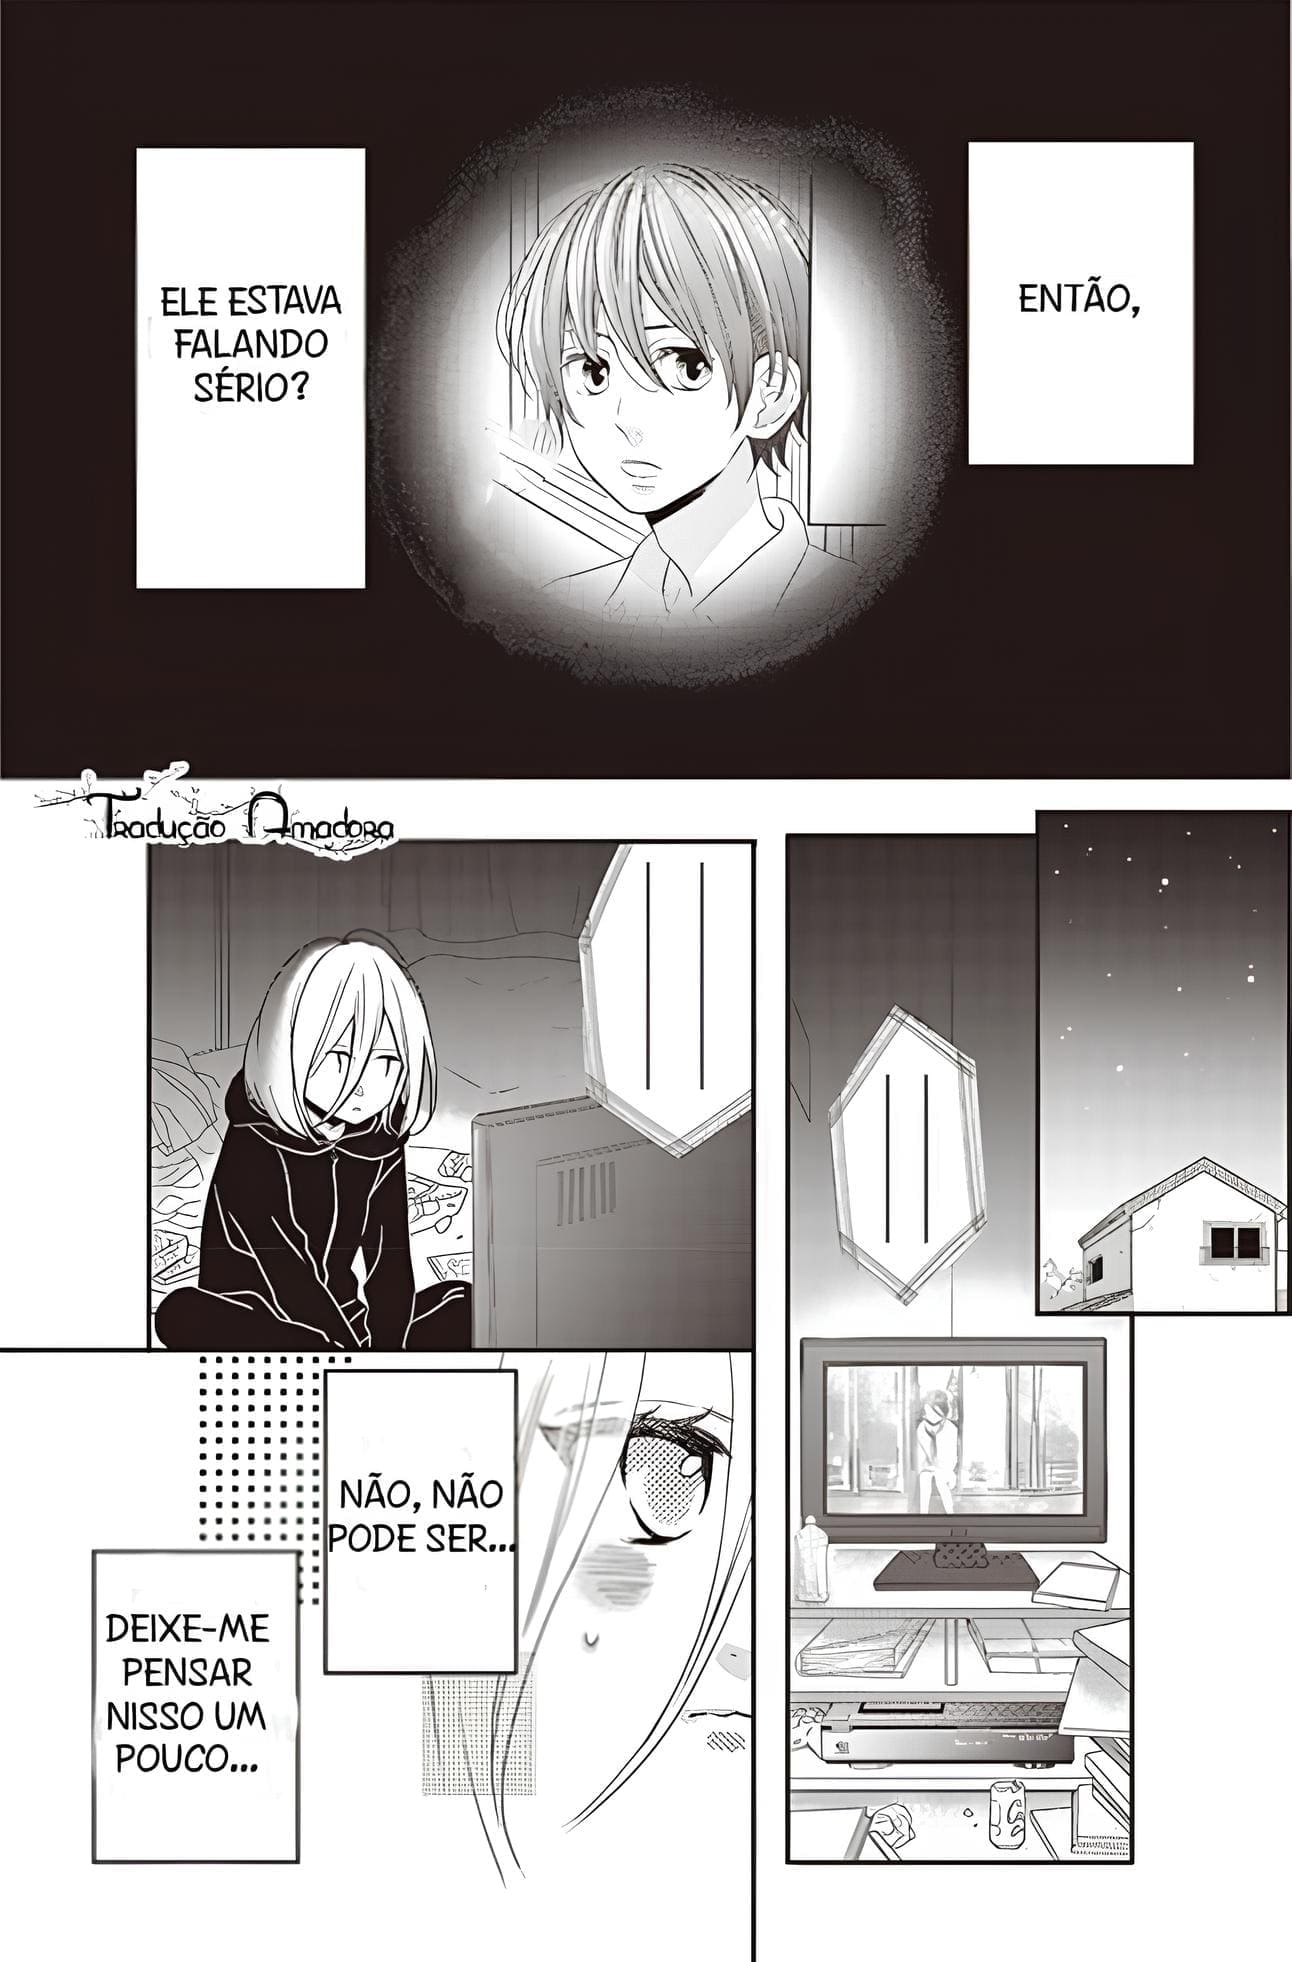 ENTÃO,
ELE ESTAVA
FALANDO
SÉRIO?
Tradução Amadora
NÃO, NÃO
PODE SER...
DEIXE-ME
PENSAR
NISSO UM
POUCO...